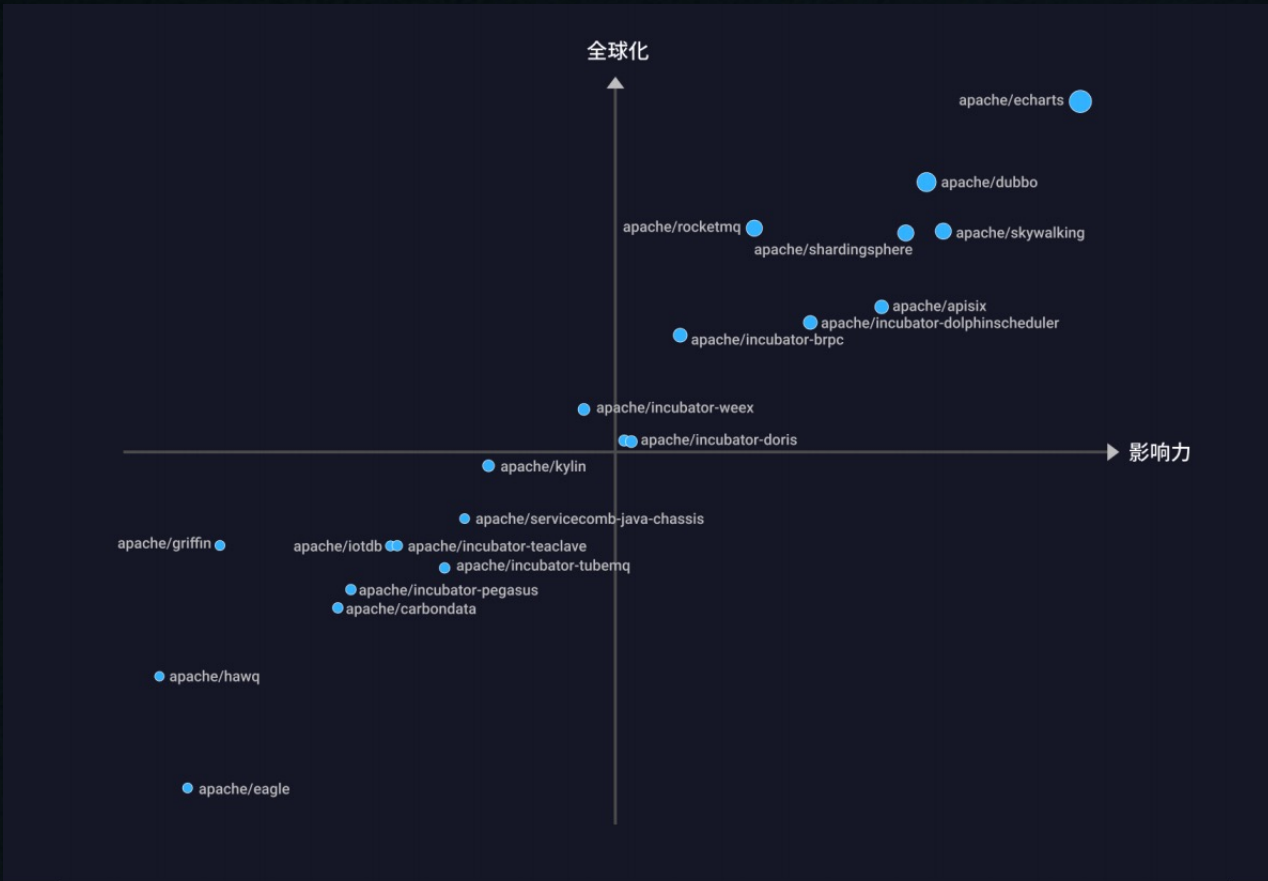 全球化
apache/echarts
apache/dubbo
apache/rocketmq
apache/skywalking
apache/shardingsphere
apache/apisix
apache/incubator-dolphinscheduler
apache/incubator-brpc
apache/incubator-weex
apache/incubator-doris
影响力
apache/kylin
apache/servicecomb-java-chassis
apache/griffin
apache/iotdb
apache/incubator-teaclave
apache/incubator-tubemq
apache/incubator-pegasus
apache/carbondata
apache/hawq
apache/eagle